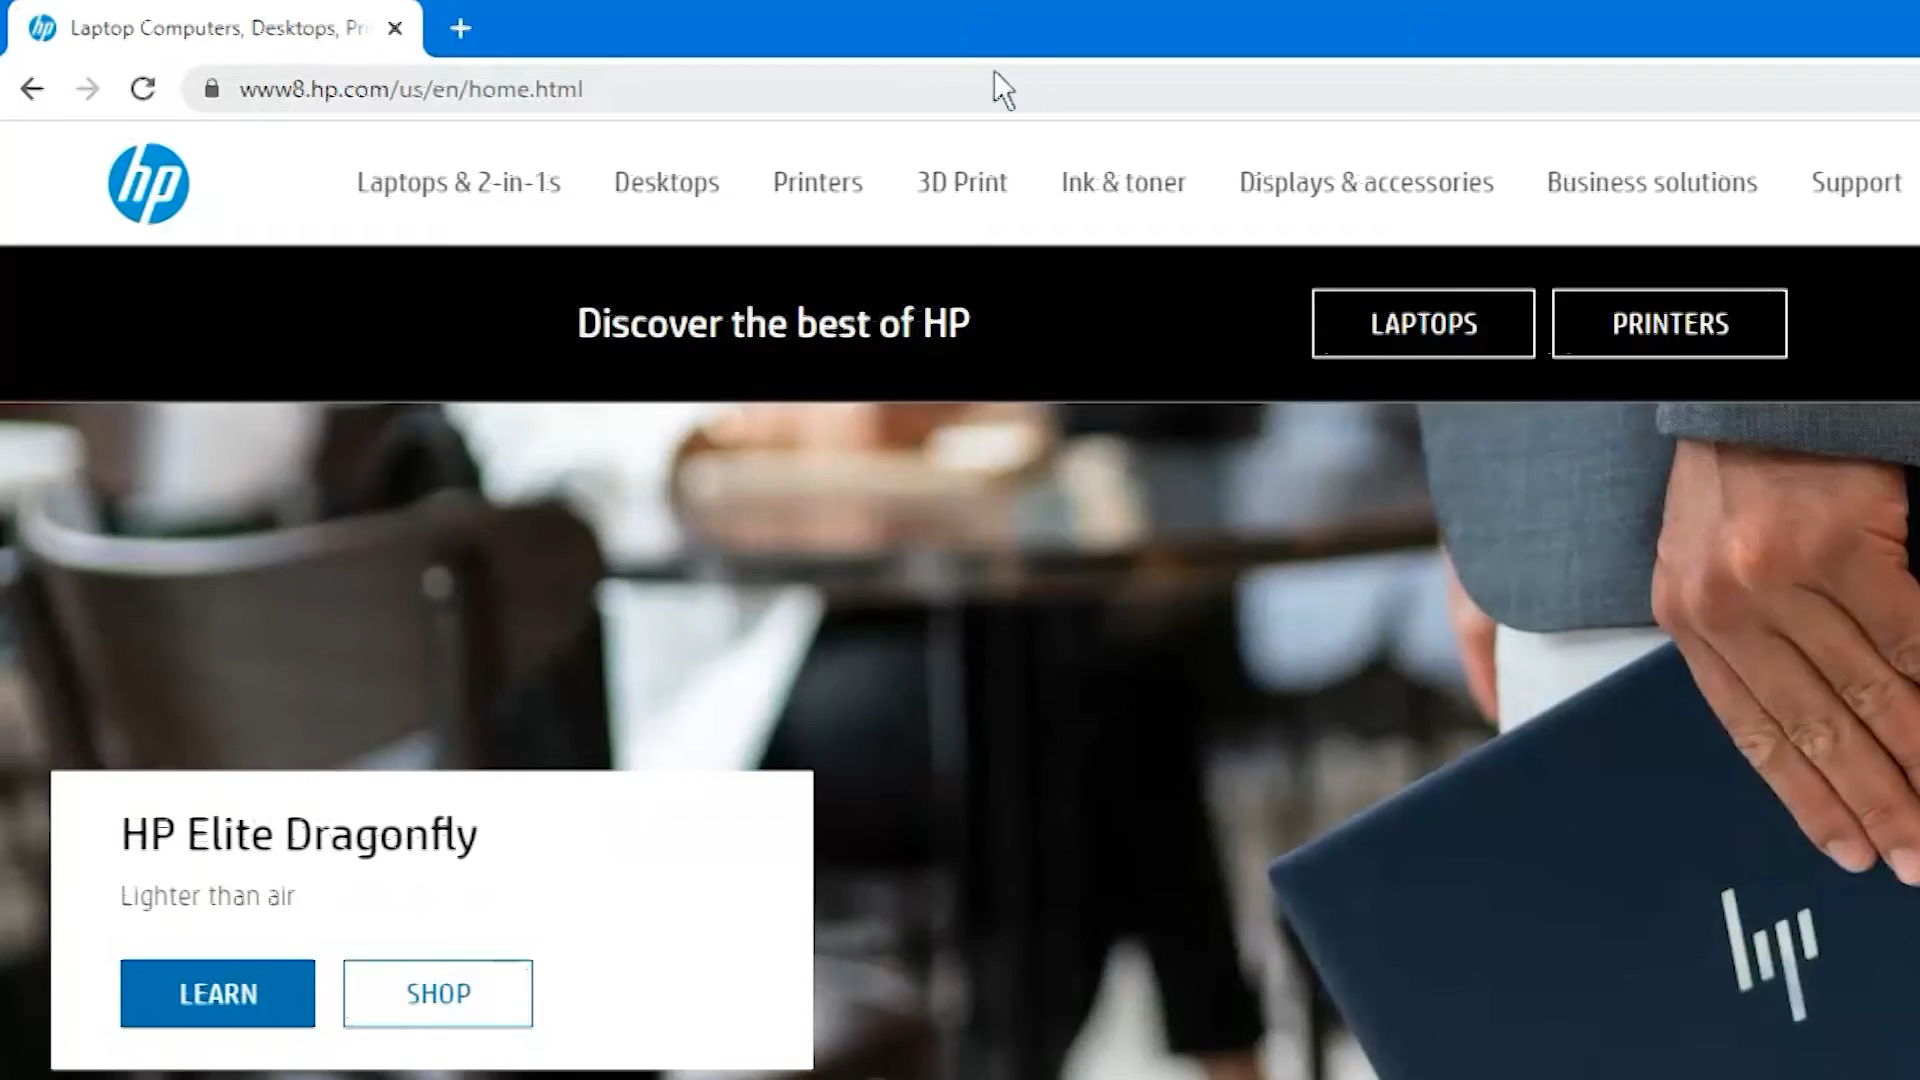 hp Laptop Computers, Desktops, Pr
www8.hp.com/us/en/home.html
hp Laptops & 2-in-1s Desktops Printers 3D Print Ink & toner Displays & accessories Business solutions Support
Discover the best of HP LAPTOPS PRINTERS
HP Elite Dragonfly
Lighter than air
LEARN SHOP
hp